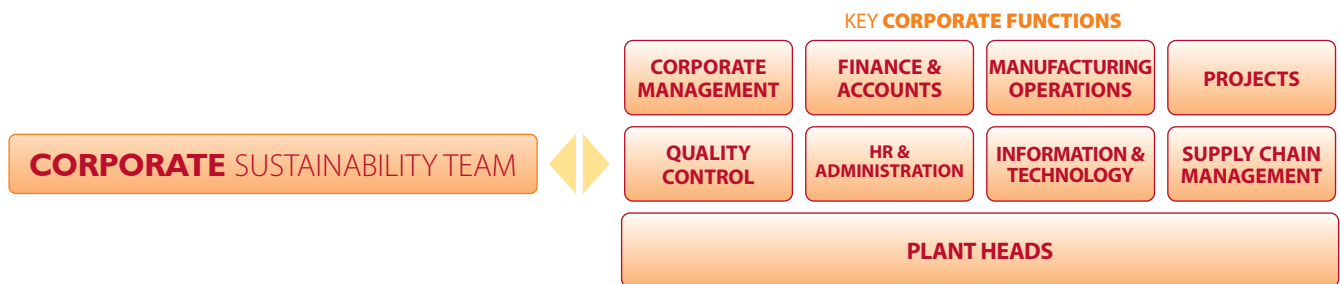 KEY CORPORATE FUNCTIONS
CORPORATE
MANAGEMENT
FINANCE &
ACCOUNTS
MANUFACTURING
OPERATIONS
PROJECTS
CORPORATE SUSTAINABILITY TEAM
QUALITY
CONTROL
HR &
ADMINISTRATION
INFORMATION &
TECHNOLOGY
SUPPLY CHAIN
MANAGEMENT
PLANT HEADS